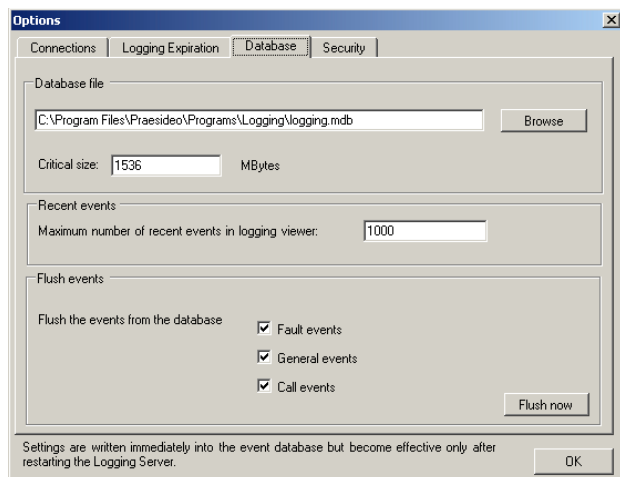 Options
Connections Logging Expiration Database Security
Database file
C:\Program Files\Praesideo\Programs\Logging\logging.mdb Browse
Critical size: 1536 MBytes
Recent events
Maximum number of recent events in logging viewer: 1000
Flush events
Flush the events from the database
Fault events
General events
Call events
Flush now
Settings are written immediately into the event database but become effective only after
restarting the Logging Server.
OK